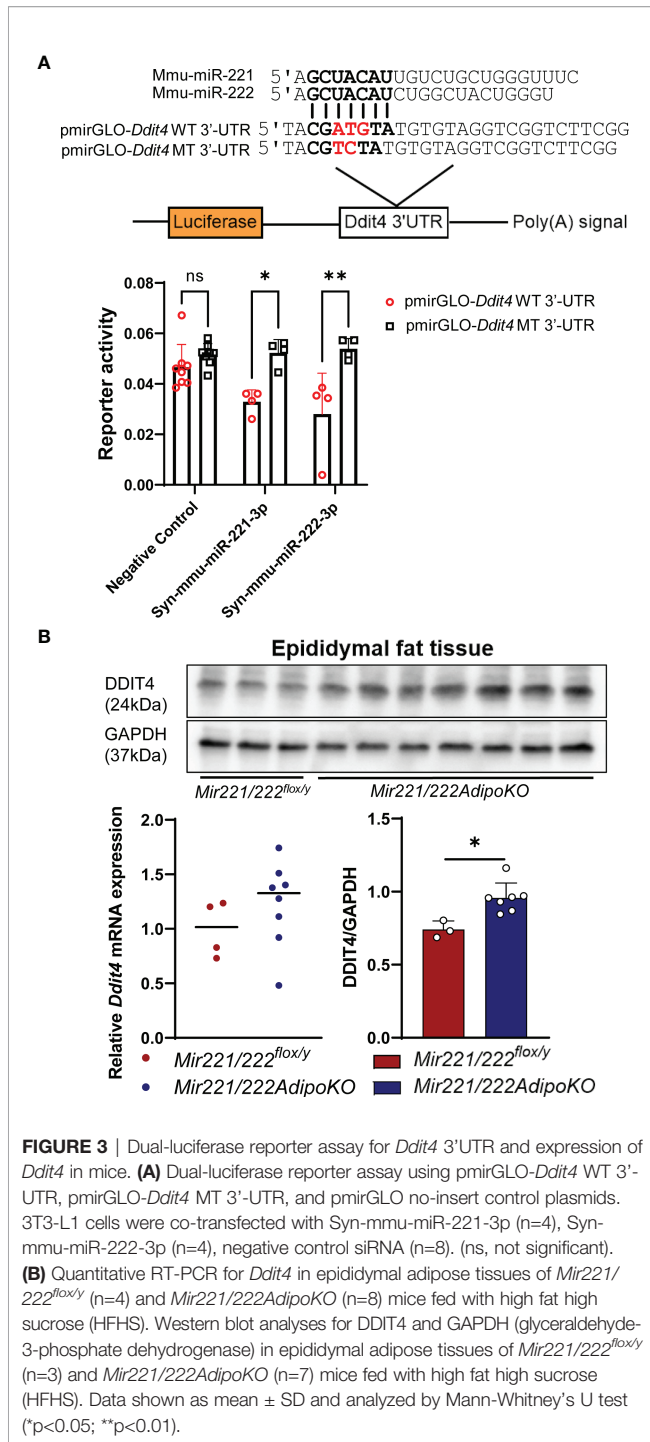 A
Mmu-miR-221 5'AGCUACAUUGUCUGCUGGGUUUC
Mmu-miR-222 5'AGCUACAUCUGGCUACUGGGU
pmirGLO-Ddit4 WT 3'-UTR 5'TACGATGTATGTGTAGGTCGGTCTTCGG
pmirGLO-Ddit4 MT 3'-UTR 5'TACGTCTATGTGTAGGTCGGTCTTCGG
Luciferase Ddit4 3'UTR Poly(A) signal
Reporter activity
0.08
0.06
0.04
0.02
0.00
ns * **
pmirGLO-Ddit4 WT 3'-UTR
pmirGLO-Ddit4 MT 3'-UTR
Negative Control
Syn-mmu-miR-221-3p
Syn-mmu-miR-222-3p
B
Epididymal fat tissue
DDIT4
(24kDa)
GAPDH
(37kDa)
Mir221/222flox/y Mir221/222AdipoKO
Relative Ddit4 mRNA expression
2.0
1.5
1.0
0.5
0.0
Mir221/222flox/y
Mir221/222AdipoKO
DDIT4/GAPDH
1.5
1.0
0.5
0.0
*
Mir221/222flox/y
Mir221/222AdipoKO
FIGURE 3 | Dual-luciferase reporter assay for Ddit4 3'UTR and expression of
Ddit4 in mice. (A) Dual-luciferase reporter assay using pmirGLO-Ddit4 WT 3'-
UTR, pmirGLO-Ddit4 MT 3'-UTR, and pmirGLO no-insert control plasmids.
3T3-L1 cells were co-transfected with Syn-mmu-miR-221-3p (n=4), Syn-
mmu-miR-222-3p (n=4), negative control siRNA (n=8). (ns, not significant).
(B) Quantitative RT-PCR for Ddit4 in epididymal adipose tissues of Mir221/
222flox/y (n=4) and Mir221/222AdipoKO (n=8) mice fed with high fat high
sucrose (HFHS). Western blot analyses for DDIT4 and GAPDH (glyceraldehyde-
3-phosphate dehydrogenase) in epididymal adipose tissues of Mir221/222flox/y
(n=3) and Mir221/222AdipoKO (n=7) mice fed with high fat high sucrose
(HFHS). Data shown as mean ± SD and analyzed by Mann-Whitney's U test
(*p<0.05; **p<0.01).